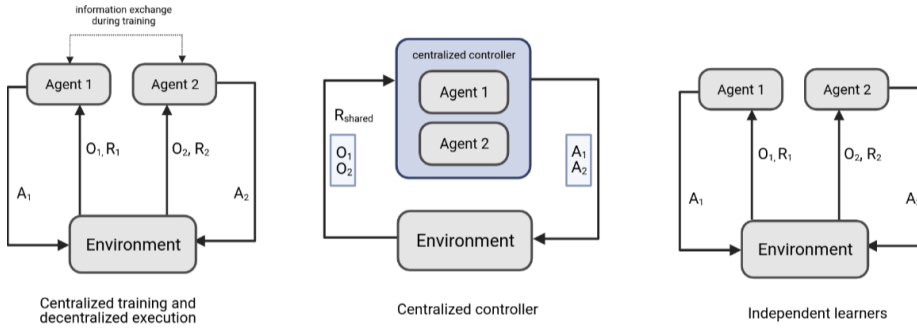 information exchange
during training
Agent 1
Agent 2
O₁, R₁
O₂, R₂
A₁
A₂
Environment
Centralized training and
decentralized execution
centralized controller
Agent 1
Agent 2
Rshared
O₁
O₂
A₁
A₂
Environment
Centralized controller
Agent 1
Agent 2
O₁, R₁
O₂, R₂
A₁
A
Environment
Independent learners